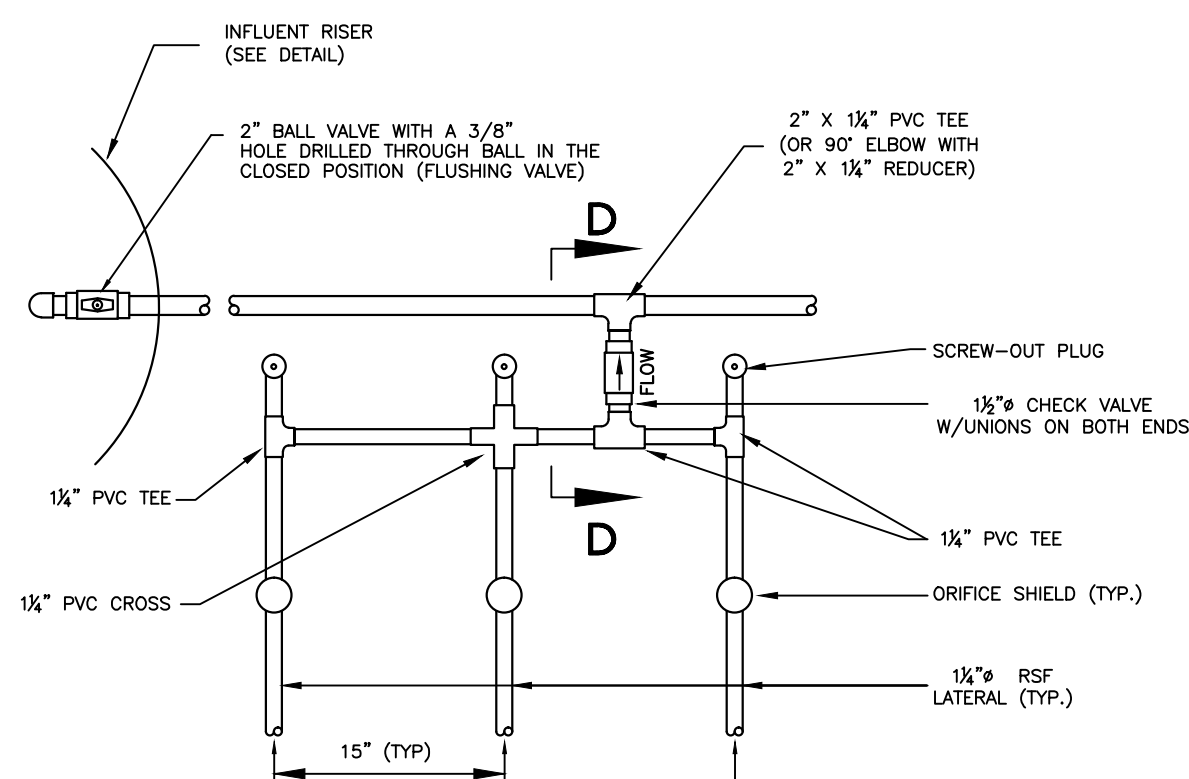 INFLUENT RISER
(SEE DETAIL)
2" BALL VALVE WITH A 3/8"
HOLE DRILLED THROUGH BALL IN THE
CLOSED POSITION (FLUSHING VALVE)
2" X 1¼" PVC TEE
(OR 90° ELBOW WITH
2" X 1¼" REDUCER)
D
FLOW
SCREW-OUT PLUG
1½"ø CHECK VALVE
W/UNIONS ON BOTH ENDS
1¼" PVC TEE
D
1¼" PVC TEE
1¼" PVC CROSS
ORIFICE SHIELD (TYP.)
1¼"ø RSF
LATERAL (TYP.)
15" (TYP)